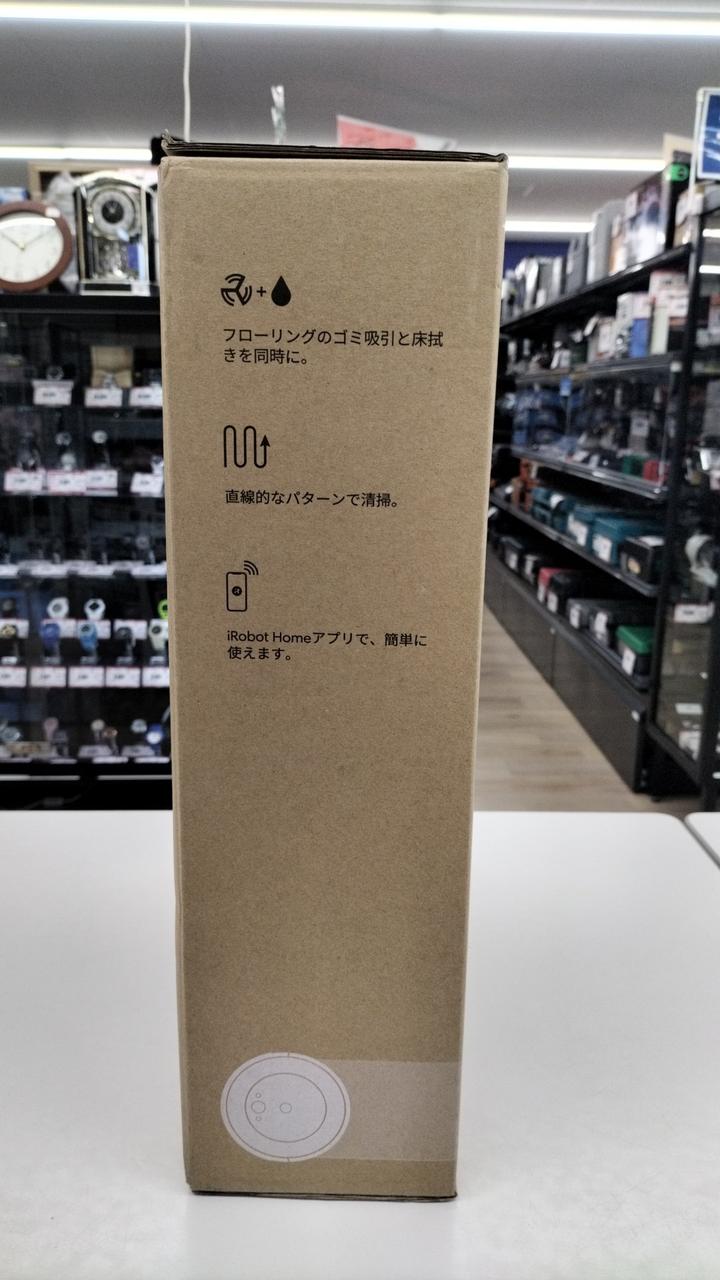 フローリングのゴミ吸引と床拭
きを同時に。
直線的なパターンで清掃。
iRobot Homeアプリで、簡単に
使えます。